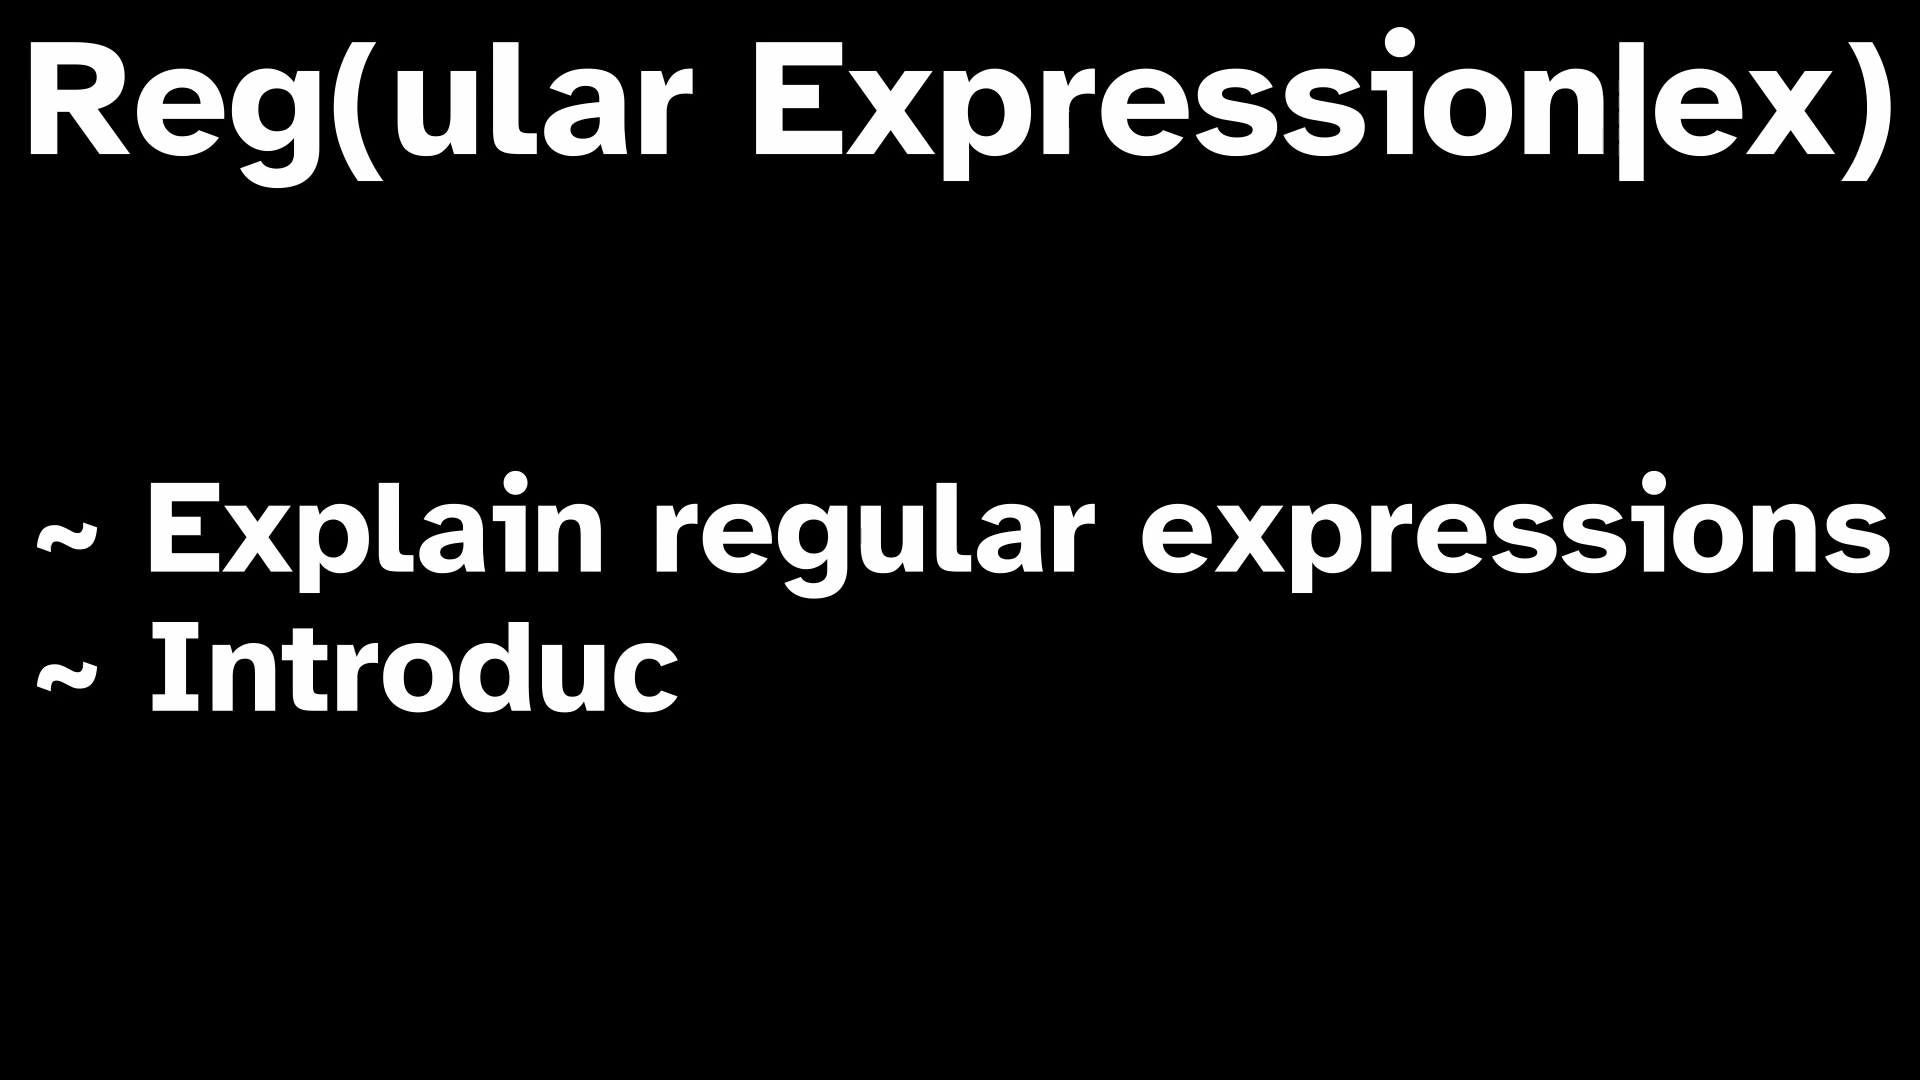 Reg(ular Expression|ex)
~ Explain regular expressions
~ Introduc